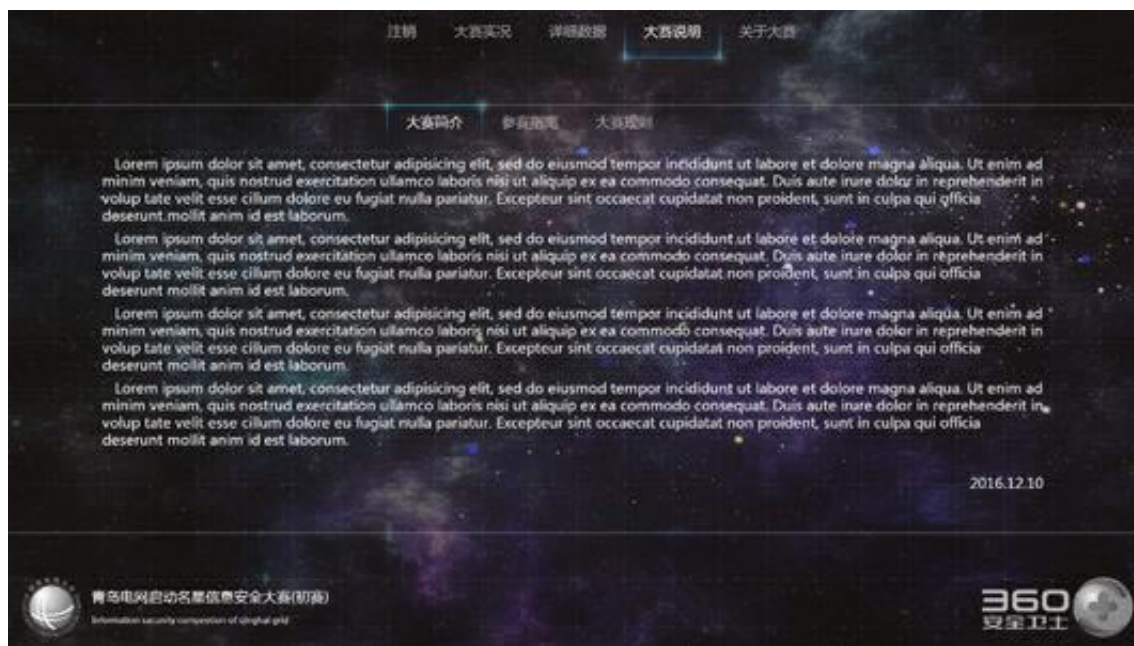 注销 大赛实况 详细数据 大赛说明 关于大赛
大赛简介 参赛指南 大赛规则
Lorem ipsum dolor sit amet, consectetur adipisicing elit, sed do eiusmod tempor incididunt ut labore et dolore magna aliqua. Ut enim ad
minim veniam, quis nostrud exercitation ullamco laboris nisi ut aliquip ex ea commodo consequat. Duis aute irure dolor in reprehenderit in
volup tate velit esse cillum dolore eu fugiat nulla pariatur. Excepteur sint occaecat cupidatat non proident, sunt in culpa qui officia
deserunt mollit anim id est laborum.
Lorem ipsum dolor sit amet, consectetur adipisicing elit, sed do eiusmod tempor incididunt ut labore et dolore magna aliqua. Ut enim ad
minim veniam, quis nostrud exercitation ullamco laboris nisi ut aliquip ex ea commodo consequat. Duis aute irure dolor in reprehenderit in
volup tate velit esse cillum dolore eu fugiat nulla pariatur. Excepteur sint occaecat cupidatat non proident, sunt in culpa qui officia
deserunt mollit anim id est laborum.
Lorem ipsum dolor sit amet, consectetur adipisicing elit, sed do eiusmod tempor incididunt ut labore et dolore magna aliqua. Ut enim ad
minim veniam, quis nostrud exercitation ullamco laboris nisi ut aliquip ex ea commodo consequat. Duis aute irure dolor in reprehenderit in
volup tate velit esse cillum dolore eu fugiat nulla pariatur. Excepteur sint occaecat cupidatat non proident, sunt in culpa qui officia
deserunt mollit anim id est laborum.
Lorem ipsum dolor sit amet, consectetur adipisicing elit, sed do eiusmod tempor incididunt ut labore et dolore magna aliqua. Ut enim ad
minim veniam, quis nostrud exercitation ullamco laboris nisi ut aliquip ex ea commodo consequat. Duis aute irure dolor in reprehenderit in
volup tate velit esse cillum dolore eu fugiat nulla pariatur. Excepteur sint occaecat cupidatat non proident, sunt in culpa qui officia
deserunt mollit anim id est laborum.
2016.12.10
青岛电网启动名星信息安全大赛(初赛)
Information security competition of qinghai grid
360
安全卫士